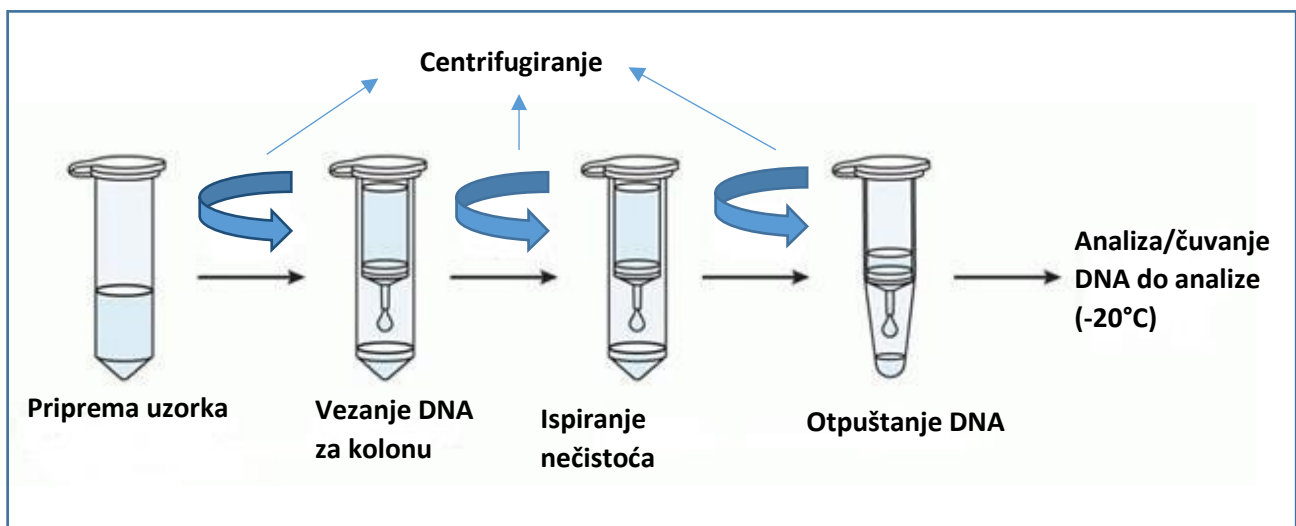 Centrifugiranje
Priprema uzorka
Vezanje DNA
za kolonu
Ispiranje
nečistoća
Otpuštanje DNA
Analiza/čuvanje
DNA do analize
(-20°C)